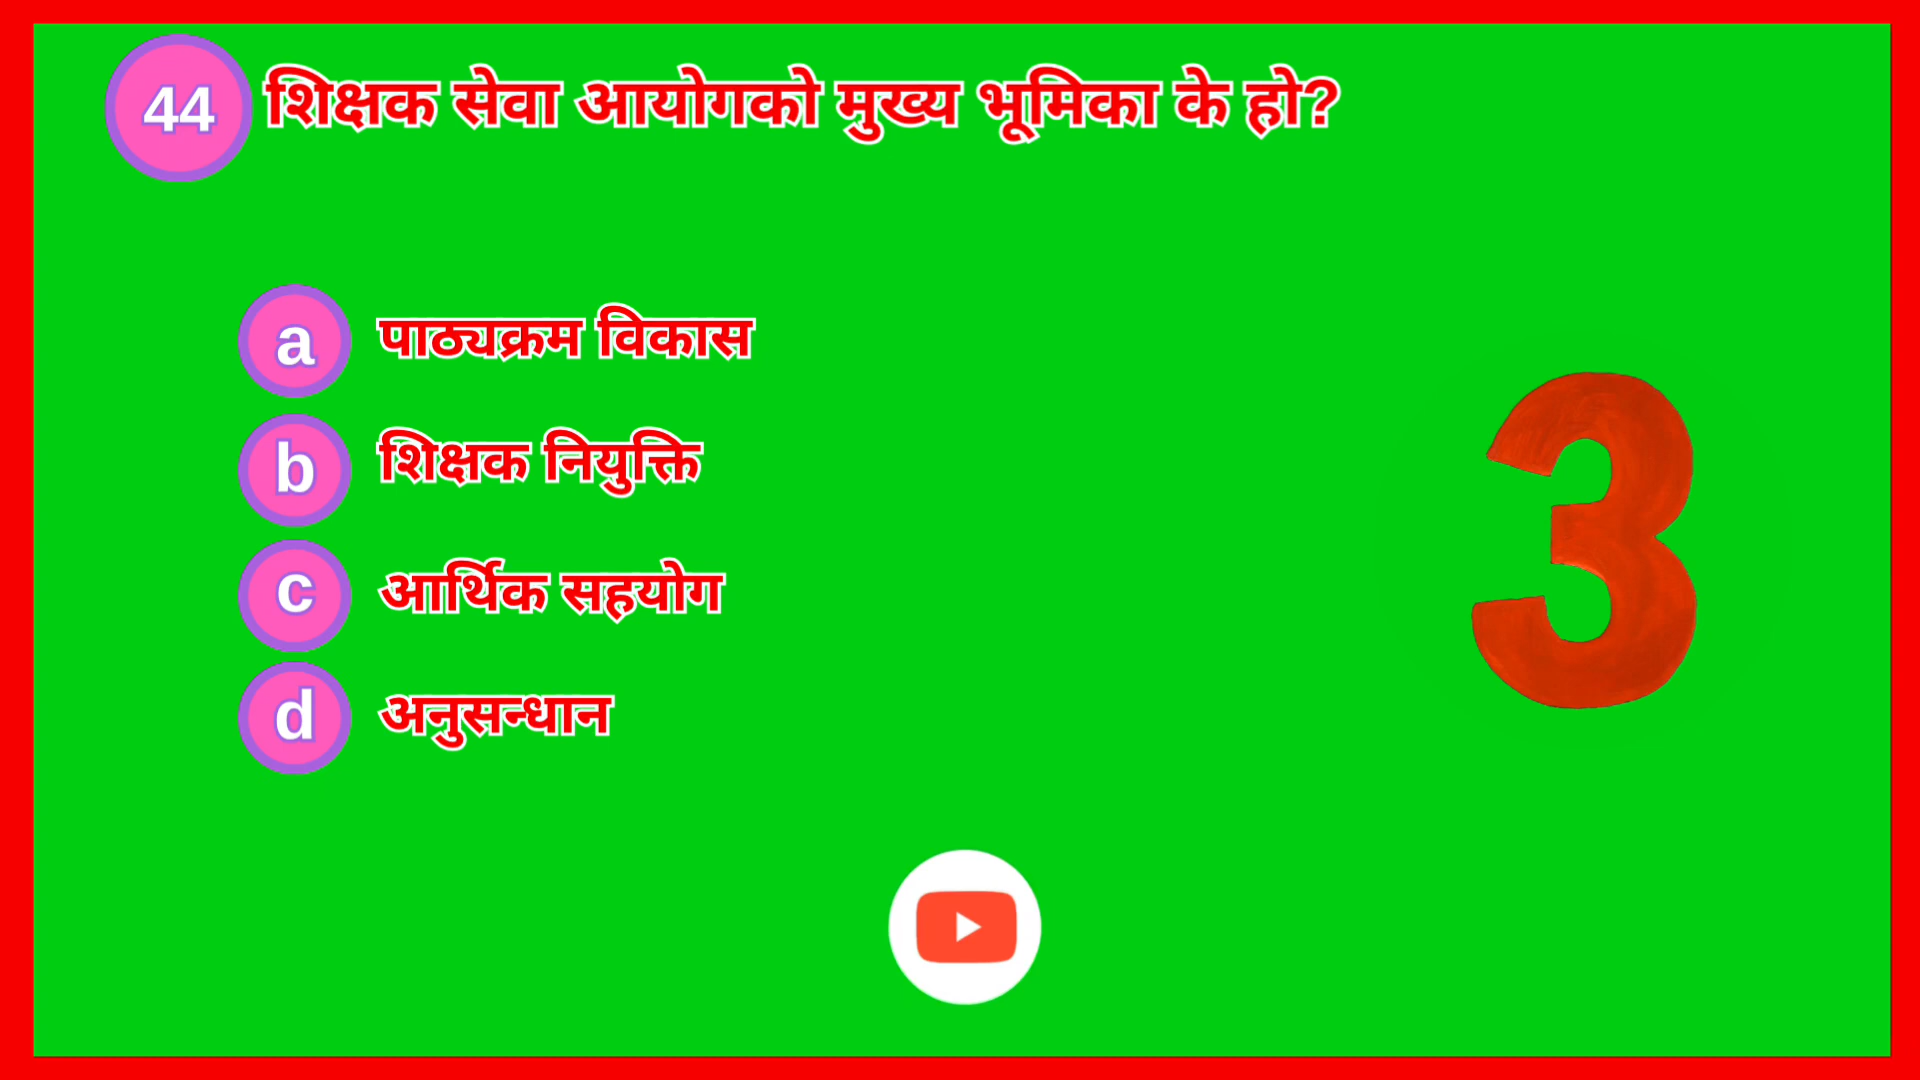 44 शिक्षक सेवा आयोगको मुख्य भूमिका के हो?
a पाठ्यक्रम विकास
b शिक्षक नियुक्ति
c आर्थिक सहयोग
d अनुसन्धान
3